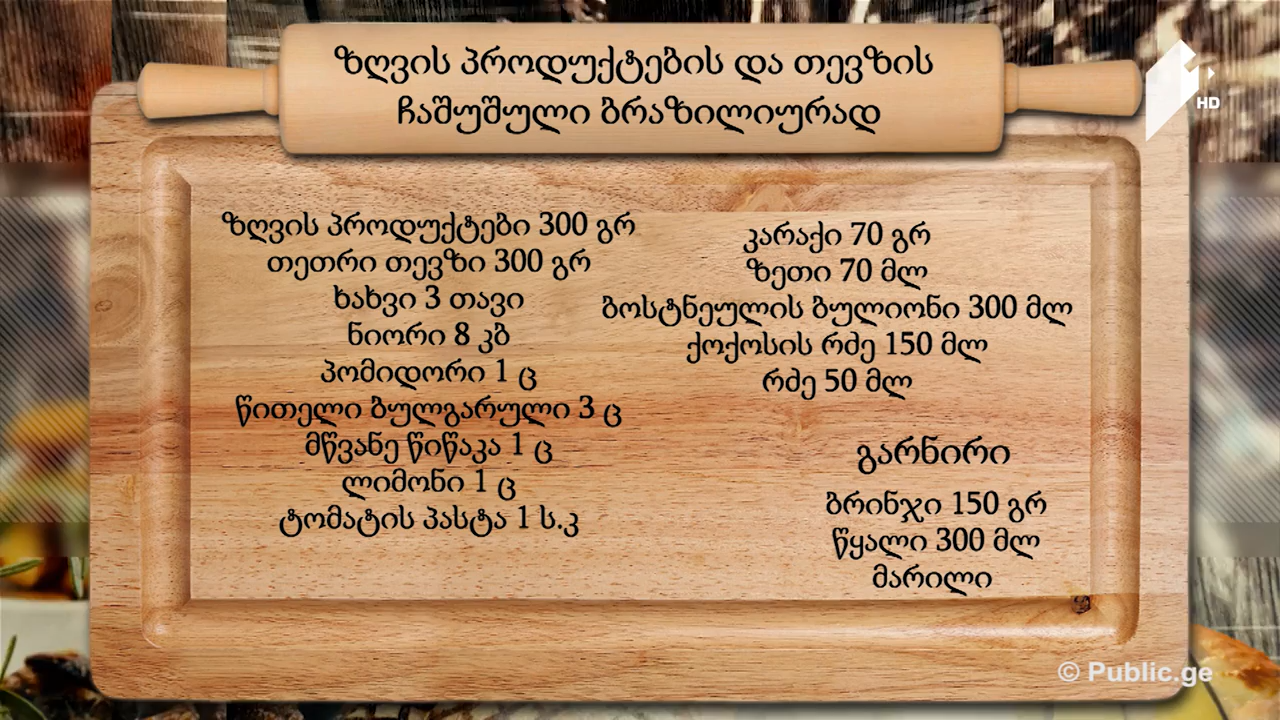 ზღვის პროდუქტების და თევზის
ჩაშუშული ბრაზილიურად
HD
ზღვის პროდუქტები 300 გრ
თეთრი თევზი 300 გრ
ხახვი 3 თავი
ნიორი 8 კბ
პომიდორი 1 ც
წითელი ბულგარული 3 ც
მწვანე წიწაკა 1 ც
ლიმონი 1 ც
ტომატის პასტა 1 ს.კ
კარაქი 70 გრ
ზეთი 70 მლ
ბოსტნეულის ბულიონი 300 მლ
ქოქოსის რძე 150 მლ
რძე 50 მლ
გარნირი
ბრინჯი 150 გრ
წყალი 300 მლ
მარილი
© Public.ge